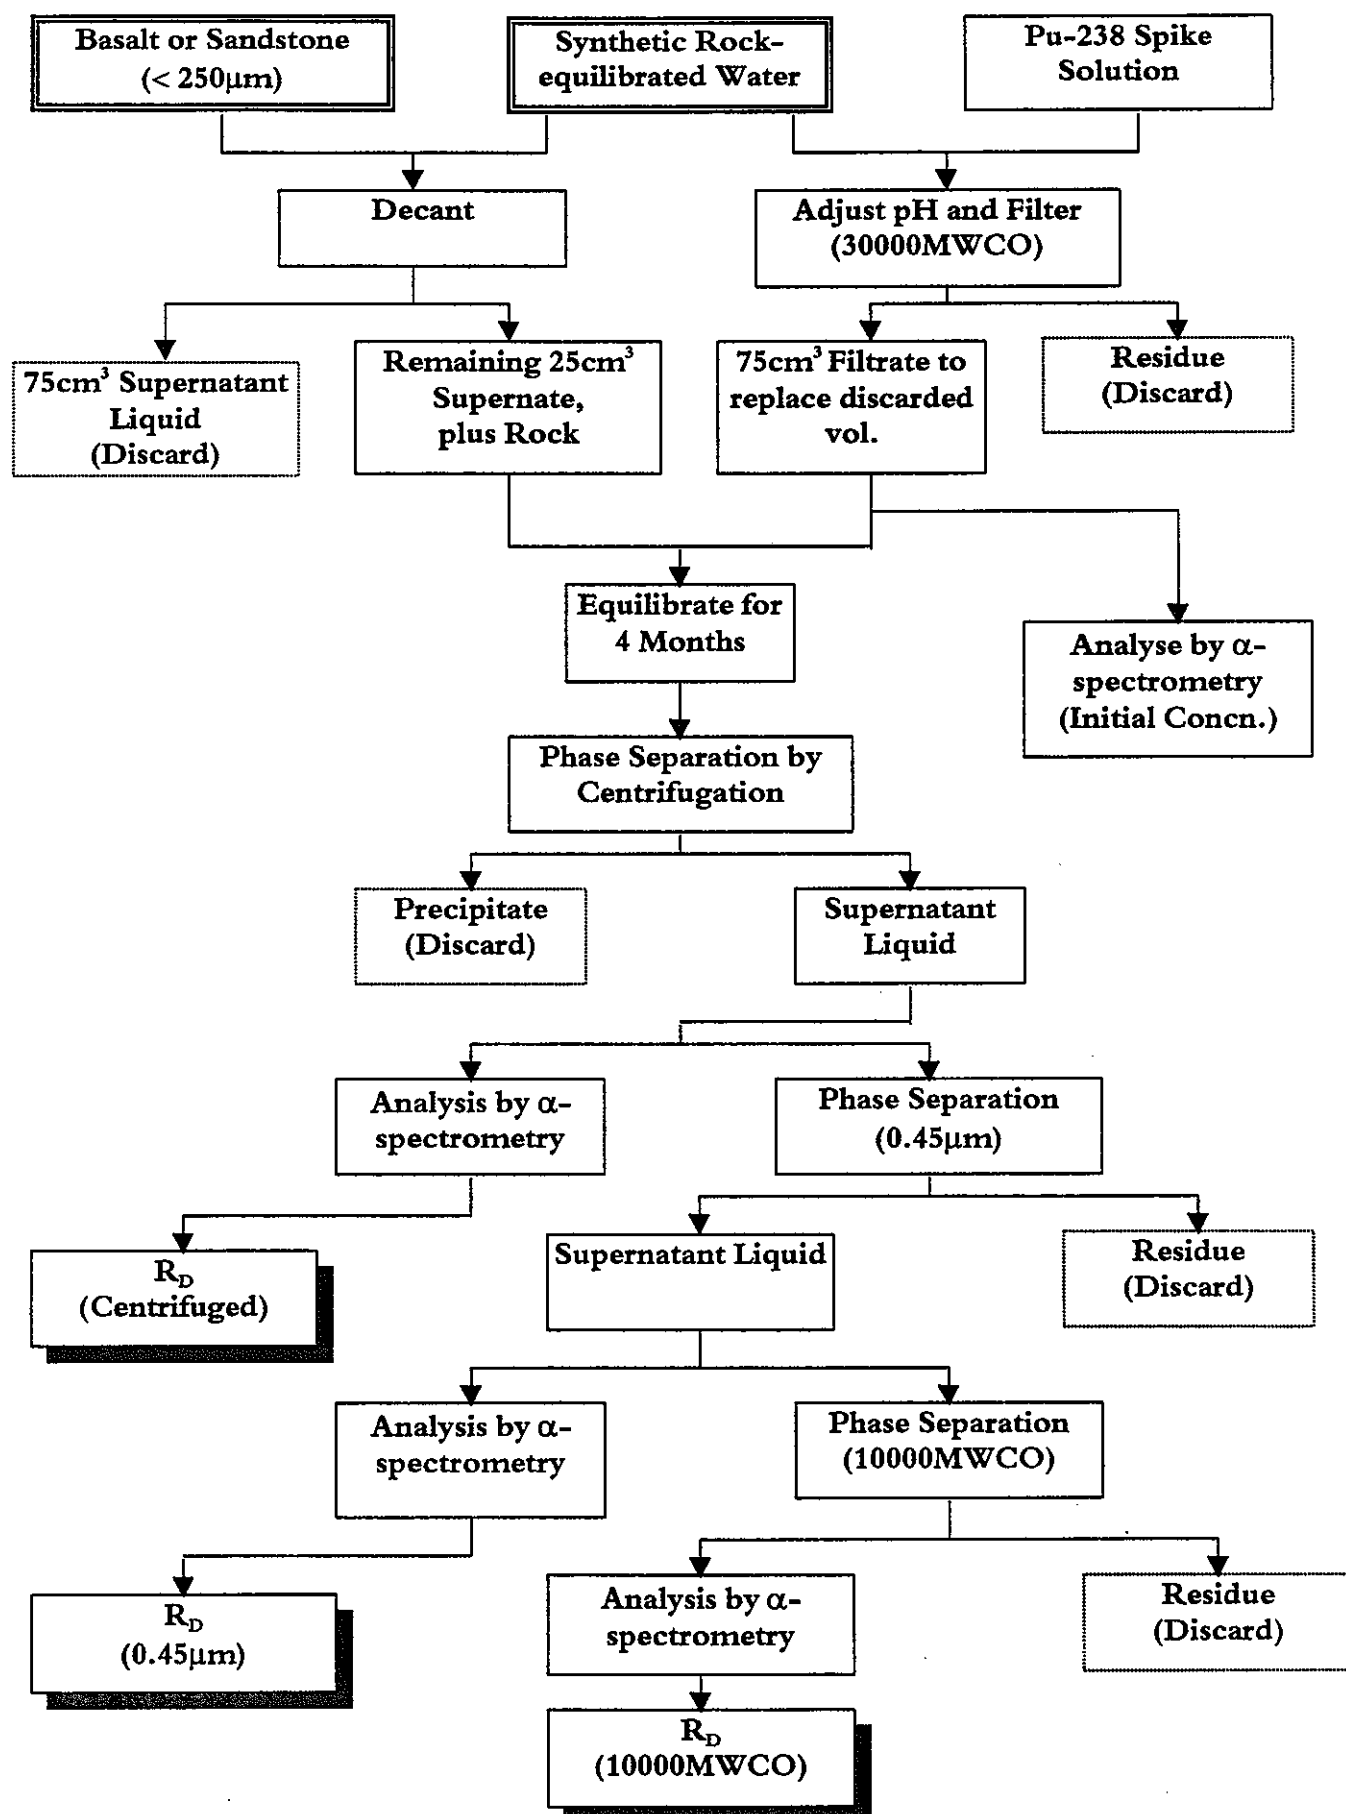 Basalt or Sandstone
(< 250μm)
Synthetic Rock-
equilibrated Water
Pu-238 Spike
Solution
Decant
Adjust pH and Filter
(30000MWCO)
75cm³ Supernatant
Liquid
(Discard)
Remaining 25cm³
Supernate,
plus Rock
75cm³ Filtrate to
replace discarded
vol.
Residue
(Discard)
Equilibrate for
4 Months
Analyse by α-
spectrometry
(Initial Concn.)
Phase Separation by
Centrifugation
Precipitate
(Discard)
Supernatant
Liquid
Analysis by α-
spectrometry
Phase Separation
(0.45μm)
R_D
(Centrifuged)
Supernatant Liquid
Residue
(Discard)
Analysis by α-
spectrometry
Phase Separation
(10000MWCO)
R_D
(0.45μm)
Analysis by α-
spectrometry
Residue
(Discard)
R_D
(10000MWCO)